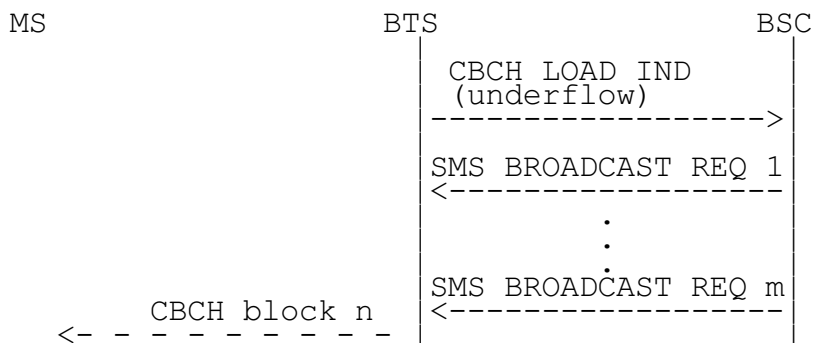 MS BTS BSC
CBCH LOAD IND
(underflow)
SMS BROADCAST REQ 1
.
.
.
SMS BROADCAST REQ m
CBCH block n